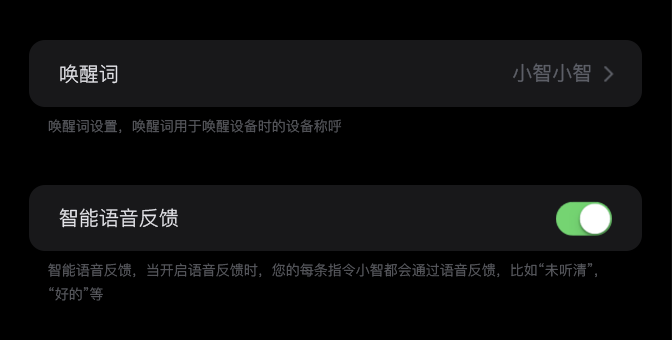 唤醒词
小智小智
唤醒词设置，唤醒词用于唤醒设备时的设备称呼
智能语音反馈
智能语音反馈，当开启语音反馈时，您的每条指令小智都会通过语音反馈，比如“未听清”，
“好的”等